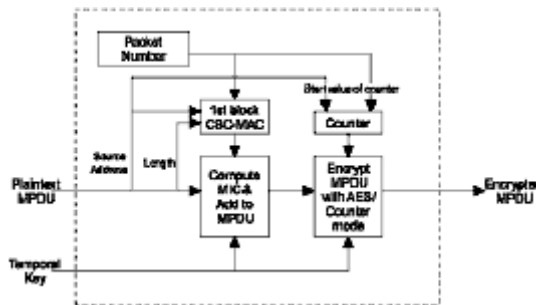 Packet
Number
Start value of counter
1st block
CBC-MAC
Counter
Source
Address
Length
Plaintext
MPDU
Compute
MIC &
Add to
MPDU
Encrypt
MPDU
with AES/
Counter
mode
Encrypted
MPDU
Temporal
Key